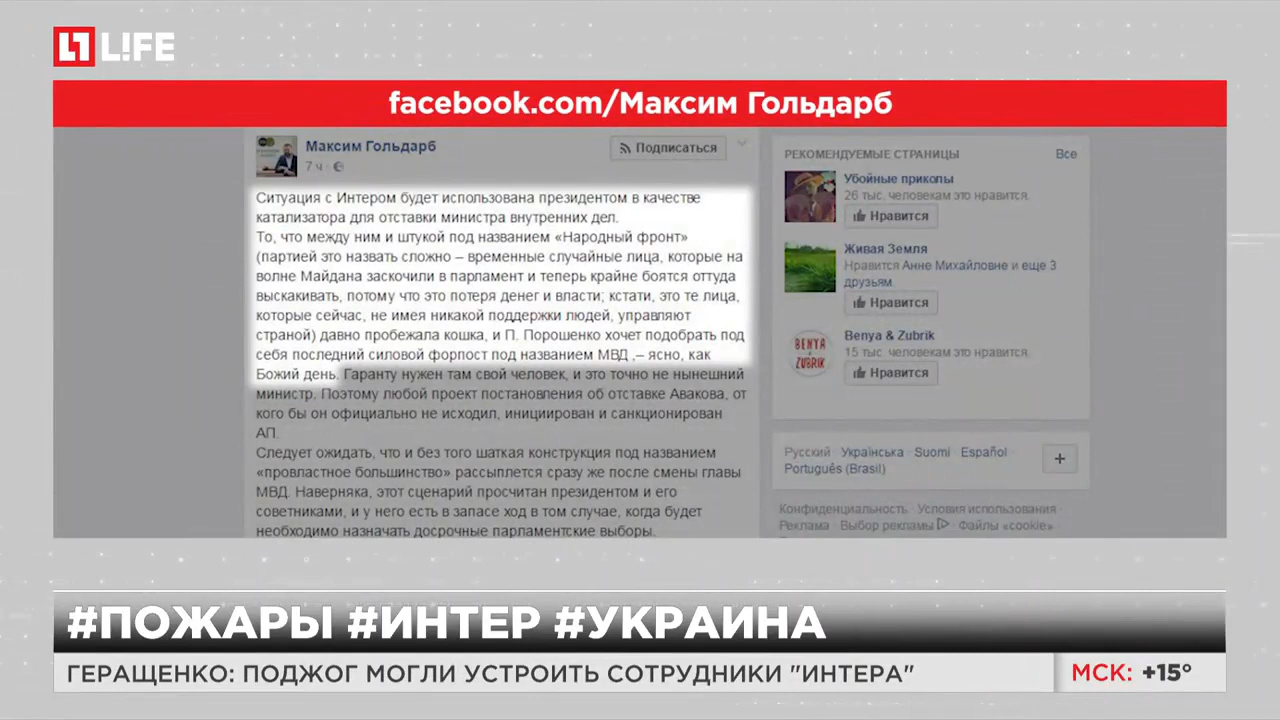 L!FE
facebook.com/Максим Гольдарб
Максим Гольдарб
7 ч ·
Подписаться
Ситуация с Интером будет использована президентом в качестве
катализатора для отставки министра внутренних дел.
То, что между ним и штукой под названием «Народный фронт»
(партией это назвать сложно – временные случайные лица, которые на
волне Майдана заскочили в парламент и теперь крайне боятся оттуда
выскакивать, потому что это потеря денег и власти; кстати, это те лица,
которые сейчас, не имея никакой поддержки людей, управляют
страной) давно пробежала кошка, и П. Порошенко хочет подобрать под
себя последний силовой форпост под названием МВД ,– ясно, как
Божий день. Гаранту нужен там свой человек, и это точно не нынешний
министр. Поэтому любой проект постановления об отставке Авакова, от
кого бы он официально не исходил, инициирован и санкционирован
АП.
Следует ожидать, что и без того шаткая конструкция под названием
«провластное большинство» рассыплется сразу же после смены главы
МВД. Наверняка, этот сценарий просчитан президентом и его
советниками, и у него есть в запасе ход в том случае, когда будет
необходимо назначать досрочные парламентские выборы.
РЕКОМЕНДУЕМЫЕ СТРАНИЦЫ
Все
Убойные приколы
26 тыс. человекам это нравится.
Нравится
Живая Земля
Нравится Анне Михайловне и еще 3
друзьям.
Нравится
BENYA
ZUBRIK
Benya & Zubrik
15 тыс. человекам это нравится.
Нравится
Русский · Українська · Suomi · Español ·
Português (Brasil)
+
Конфиденциальность · Условия использования ·
Реклама · Выбор рекламы · Файлы «cookie» ·
#ПОЖАРЫ #ИНТЕР #УКРАИНА
ГЕРАЩЕНКО: ПОДЖОГ МОГЛИ УСТРОИТЬ СОТРУДНИКИ "ИНТЕРА"
МСК: +15°